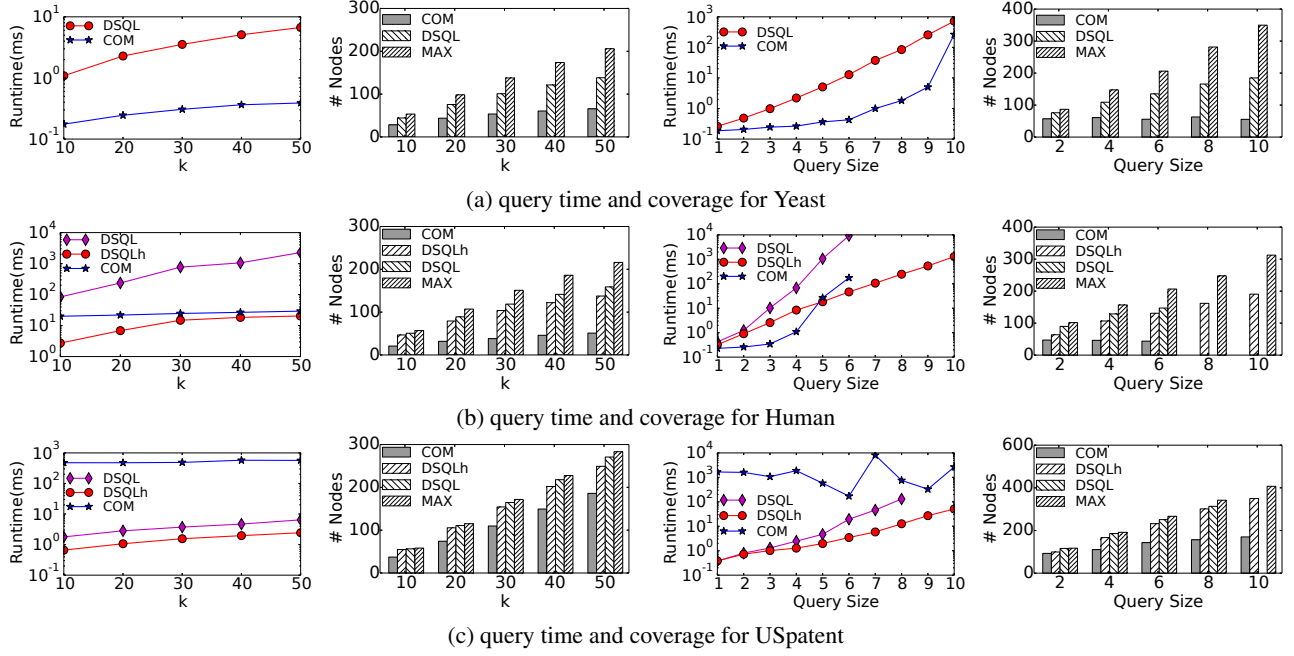 Runtime(ms)
10^1
10^0
10^-1
DSQL
COM
10 20 30 40 50
k
# Nodes
300
200
100
0
COM
DSQL
MAX
10 20 30 40 50
k
Runtime(ms)
10^3
10^2
10^1
10^0
10^-1
DSQL
COM
1 2 3 4 5 6 7 8 9 10
Query Size
# Nodes
400
300
200
100
0
COM
DSQL
MAX
2 4 6 8 10
Query Size
(a) query time and coverage for Yeast
Runtime(ms)
10^4
10^3
10^2
10^1
10^0
DSQL
DSQLh
COM
10 20 30 40 50
k
# Nodes
300
200
100
0
COM
DSQLh
DSQL
MAX
10 20 30 40 50
k
Runtime(ms)
10^4
10^3
10^2
10^1
10^0
10^-1
DSQL
DSQLh
COM
1 2 3 4 5 6 7 8 9 10
Query Size
# Nodes
400
300
200
100
0
COM
DSQLh
DSQL
MAX
2 4 6 8 10
Query Size
(b) query time and coverage for Human
Runtime(ms)
10^3
10^2
10^1
10^0
10^-1
DSQL
DSQLh
COM
10 20 30 40 50
k
# Nodes
300
200
100
0
COM
DSQLh
DSQL
MAX
10 20 30 40 50
k
Runtime(ms)
10^4
10^3
10^2
10^1
10^0
10^-1
DSQL
DSQLh
COM
1 2 3 4 5 6 7 8 9 10
Query Size
# Nodes
600
400
200
0
COM
DSQLh
DSQL
MAX
2 4 6 8 10
Query Size
(c) query time and coverage for USpatent